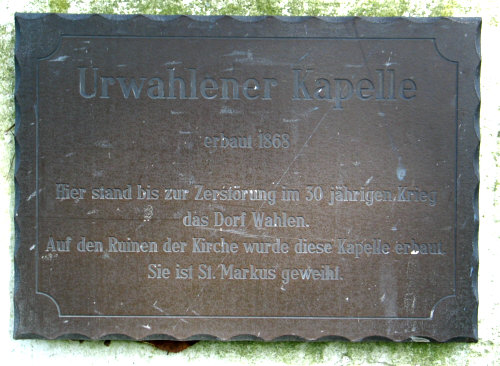 Urwahlener Kapelle
erbaut 1868
Hier stand bis zur Zerstörung im 30 jährigen Krieg
das Dorf Wahlen.
Auf den Ruinen der Kirche wurde diese Kapelle erbaut.
Sie ist St. Markus geweiht.